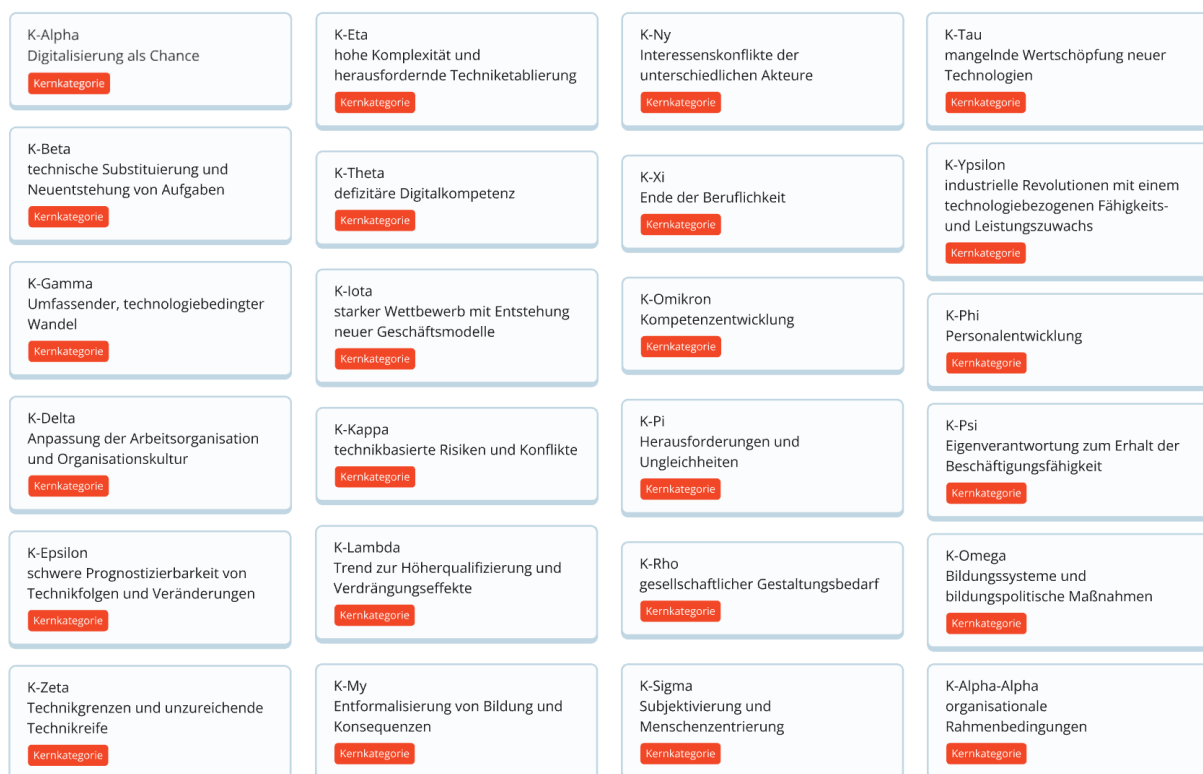 K-Alpha
Digitalisierung als Chance
Kernkategorie
K-Beta
technische Substituierung und
Neuentstehung von Aufgaben
Kernkategorie
K-Gamma
Umfassender, technologiebedingter
Wandel
Kernkategorie
K-Delta
Anpassung der Arbeitsorganisation
und Organisationskultur
Kernkategorie
K-Epsilon
schwere Prognostizierbarkeit von
Technikfolgen und Veränderungen
Kernkategorie
K-Zeta
Technikgrenzen und unzureichende
Technikreife
Kernkategorie
K-Eta
hohe Komplexität und
herausfordernde Techniketablierung
Kernkategorie
K-Theta
defizitäre Digitalkompetenz
Kernkategorie
K-Iota
starker Wettbewerb mit Entstehung
neuer Geschäftsmodelle
Kernkategorie
K-Kappa
technikbasierte Risiken und Konflikte
Kernkategorie
K-Lambda
Trend zur Höherqualifizierung und
Verdrängungseffekte
Kernkategorie
K-My
Entformalisierung von Bildung und
Konsequenzen
Kernkategorie
K-Ny
Interessenskonflikte der
unterschiedlichen Akteure
Kernkategorie
K-Xi
Ende der Beruflichkeit
Kernkategorie
K-Omikron
Kompetenzentwicklung
Kernkategorie
K-Pi
Herausforderungen und
Ungleichheiten
Kernkategorie
K-Rho
gesellschaftlicher Gestaltungsbedarf
Kernkategorie
K-Sigma
Subjektivierung und
Menschenzentrierung
Kernkategorie
K-Tau
mangelnde Wertschöpfung neuer
Technologien
Kernkategorie
K-Ypsilon
industrielle Revolutionen mit einem
technologiebezogenen Fähigkeits-
und Leistungszuwachs
Kernkategorie
K-Phi
Personalentwicklung
Kernkategorie
K-Psi
Eigenverantwortung zum Erhalt der
Beschäftigungsfähigkeit
Kernkategorie
K-Omega
Bildungssysteme und
bildungspolitische Maßnahmen
Kernkategorie
K-Alpha-Alpha
organisationale
Rahmenbedingungen
Kernkategorie